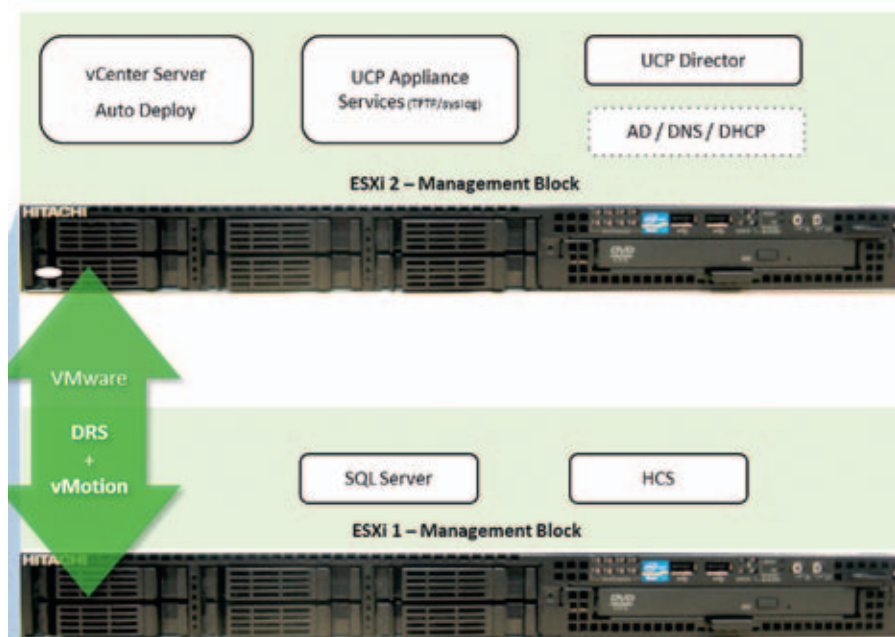 vCenter Server
Auto Deploy
UCP Appliance
Services (TFTP/syslog)
UCP Director
AD / DNS / DHCP
ESXi 2 – Management Block
HITACHI
DVD
VMware
DRS
+
vMotion
SQL Server
HCS
ESXi 1 – Management Block
HITACHI
DVD